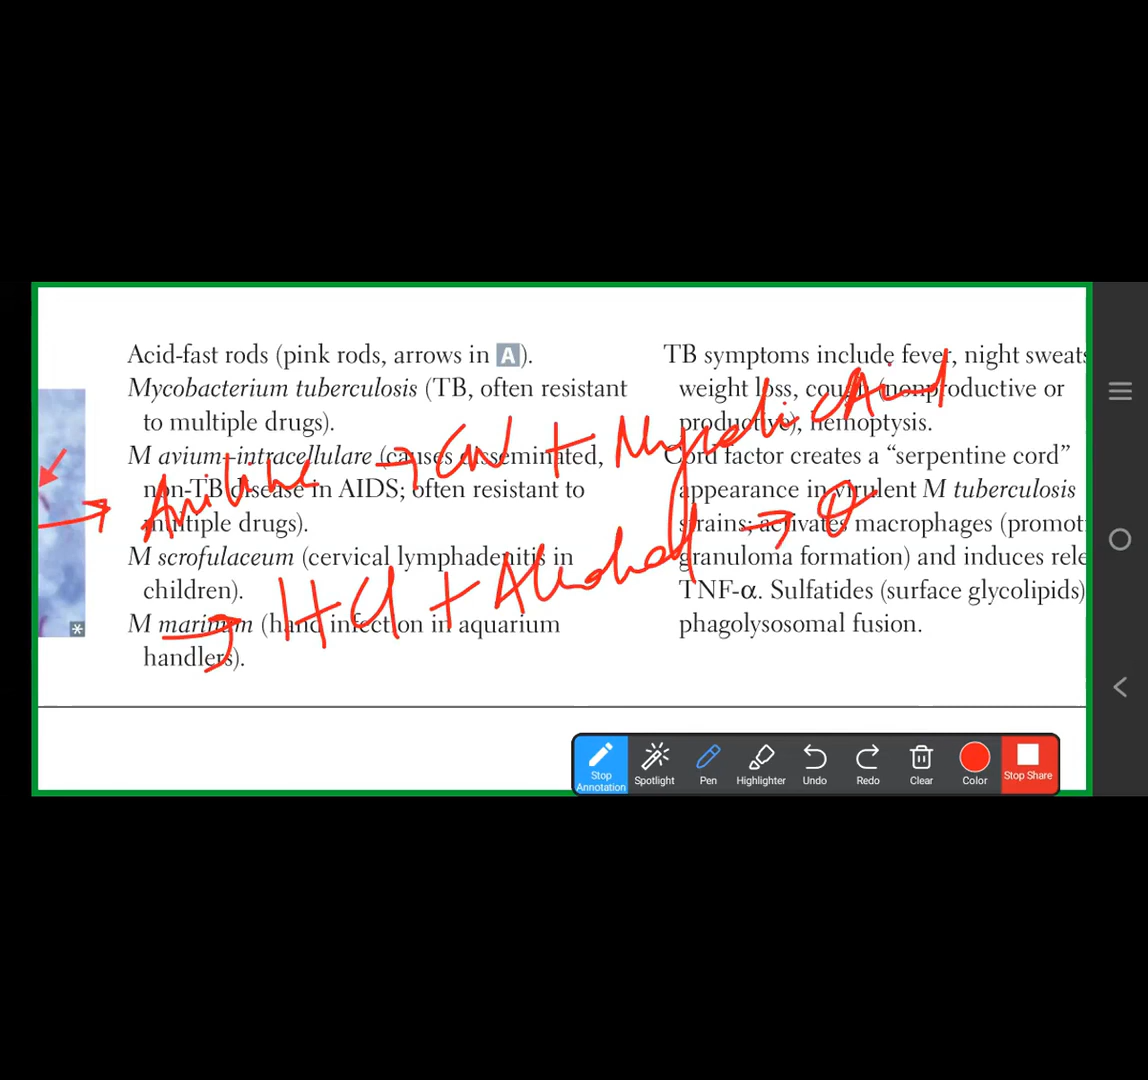 Acid-fast rods (pink rods, arrows in A).
Mycobacterium tuberculosis (TB, often resistant
to multiple drugs).
M avium–intracellulare (causes disseminated,
non-TB disease in AIDS; often resistant to
multiple drugs).
M scrofulaceum (cervical lymphadenitis in
children).
M marinum (hand infection in aquarium
handlers).
TB symptoms include fever, night sweats
weight loss, cough (nonproductive or
productive), hemoptysis.
Cord factor creates a “serpentine cord”
appearance in virulent M tuberculosis
strains; activates macrophages (promot
granuloma formation) and induces rele
TNF-α. Sulfatides (surface glycolipids)
phagolysosomal fusion.
→ Aniline → CW + Mycolic Acid
→ HCl + Alcohol →
*
Stop Annotation
Spotlight
Pen
Highlighter
Undo
Redo
Clear
Color
Stop Share